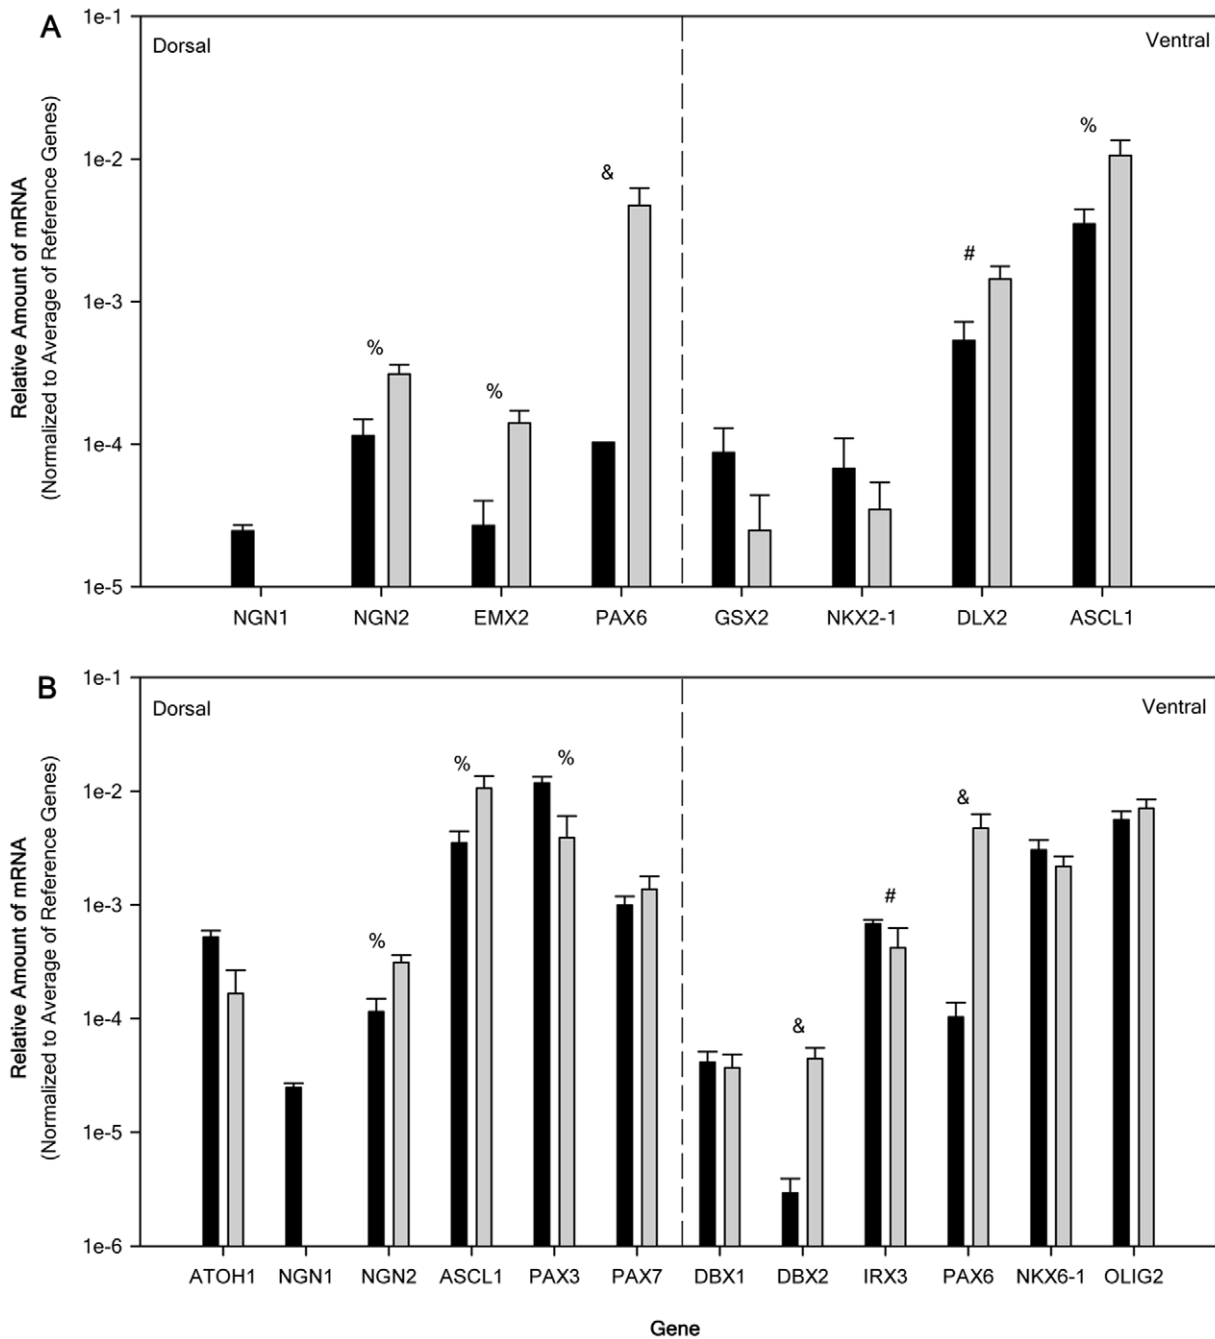 A
Dorsal
Ventral
Relative Amount of mRNA
(Normalized to Average of Reference Genes)
1e-1
1e-2
1e-3
1e-4
1e-5
% % & # %
NGN1 NGN2 EMX2 PAX6 GSX2 NKX2-1 DLX2 ASCL1
B
Dorsal
Ventral
Relative Amount of mRNA
(Normalized to Average of Reference Genes)
1e-1
1e-2
1e-3
1e-4
1e-5
1e-6
% % % & # &
ATOH1 NGN1 NGN2 ASCL1 PAX3 PAX7 DBX1 DBX2 IRX3 PAX6 NKX6-1 OLIG2
Gene